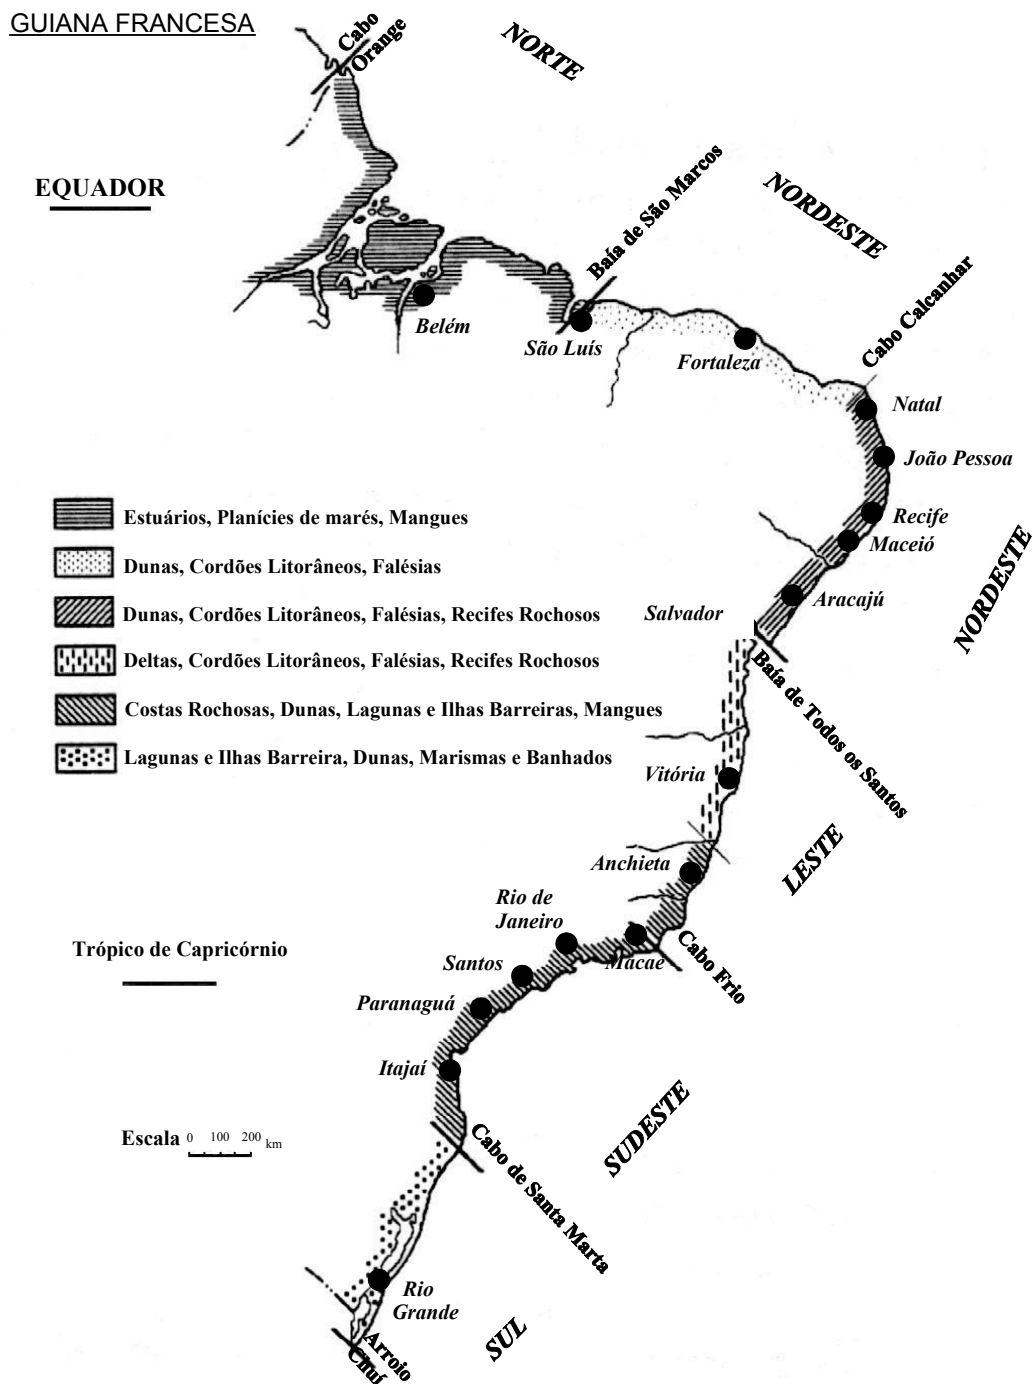 GUIANA FRANCESA
Cabo
Orange
NORTE
EQUADOR
Baía de São Marcos
NORDESTE
Cabo Calcanhar
Belém
São Luís
Fortaleza
Natal
João Pessoa
Recife
Maceió
Aracajú
Salvador
NORDESTE
Estuários, Planícies de marés, Mangues
Dunas, Cordões Litorâneos, Falésias
Dunas, Cordões Litorâneos, Falésias, Recifes Rochosos
Deltas, Cordões Litorâneos, Falésias, Recifes Rochosos
Costas Rochosas, Dunas, Lagunas e Ilhas Barreiras, Mangues
Lagunas e Ilhas Barreira, Dunas, Marismas e Banhados
Baía de Todos os Santos
Vitória
LESTE
Anchieta
Rio de
Janeiro
Macaé
Cabo Frio
Trópico de Capricórnio
Santos
Paranaguá
Itajaí
SUDESTE
Escala 0 100 200 km
Cabo de Santa Marta
Rio
Grande
SUL
Arroio
Chuí